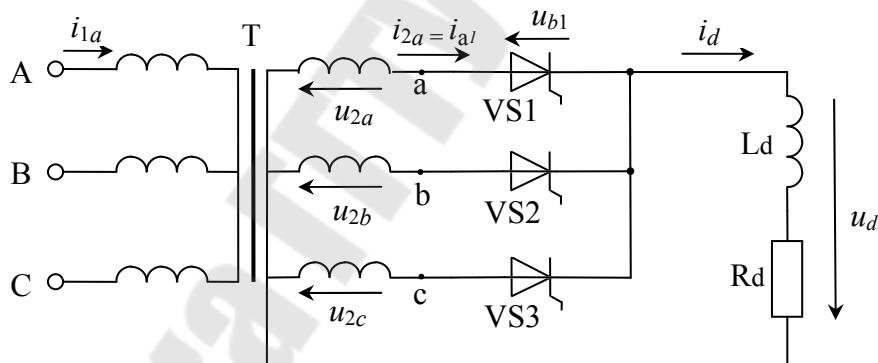 i1a T i2a = ia1 ub1 id
A a VS1
u2a
Ld
B b VS2
u2b ud
Rd
C c VS3
u2c